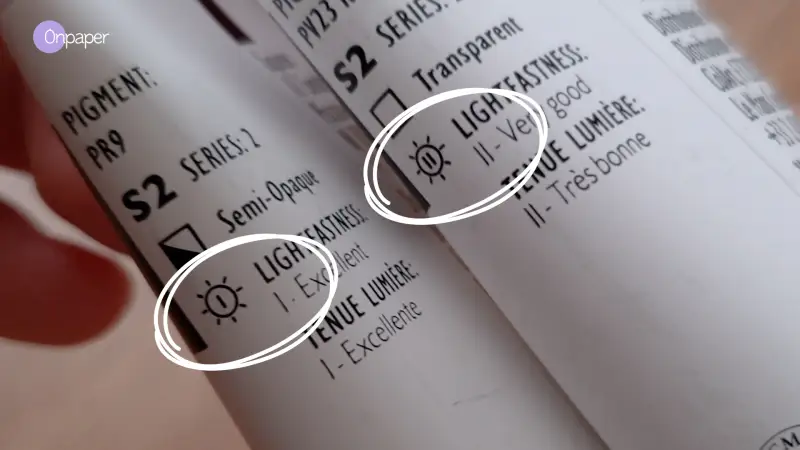 Onpaper
PIGMENT:
PR9
S2 SERIES: 2
Semi-Opaque
I
LIGHTFASTNESS:
I - Excellent
TENUE LUMIÈRE:
I - Excellente
PV23
S2 SERIES:
Transparent
II
LIGHTFASTNESS:
II - Very good
TENUE LUMIÈRE:
II - Très bonne